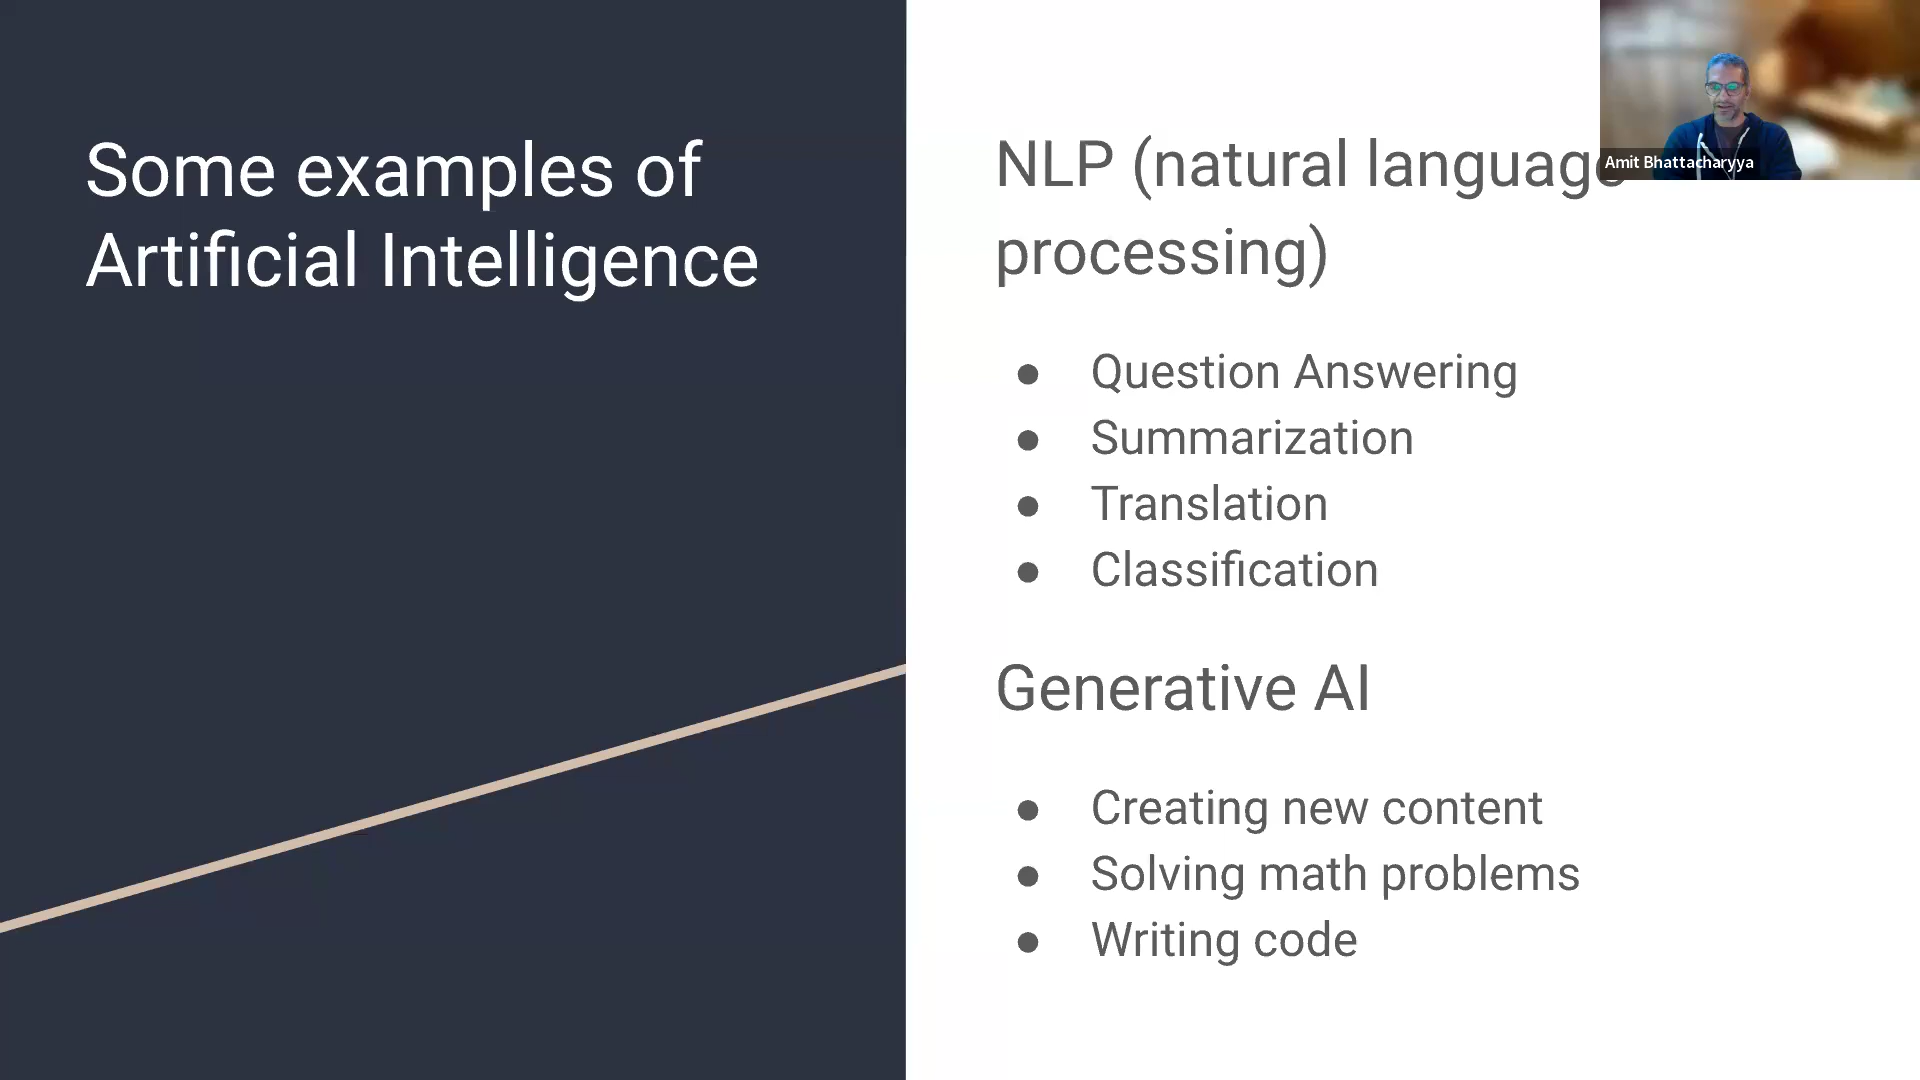 Some examples of
Artificial Intelligence
NLP (natural language
processing)
● Question Answering
● Summarization
● Translation
● Classification
Generative AI
● Creating new content
● Solving math problems
● Writing code
Amit Bhattacharyya